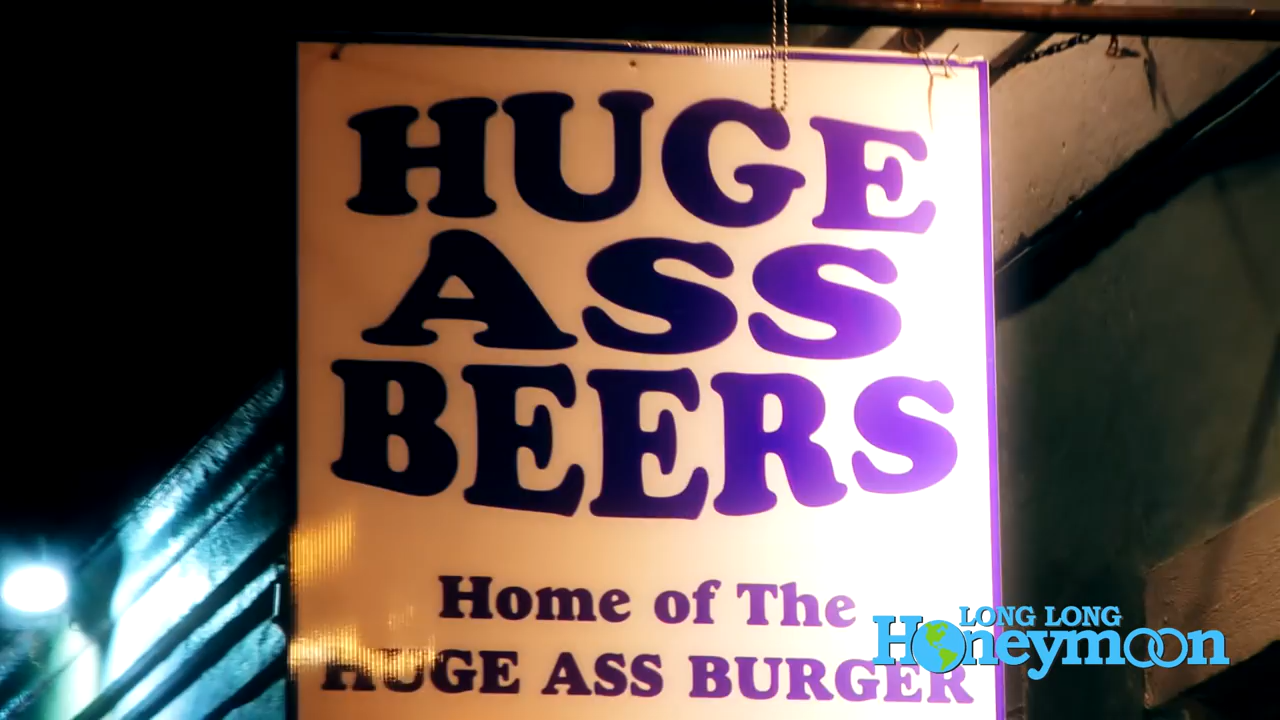 HUGE
ASS
BEERS
Home of The
HUGE ASS BURGER
LONG LONG
Honeymoon